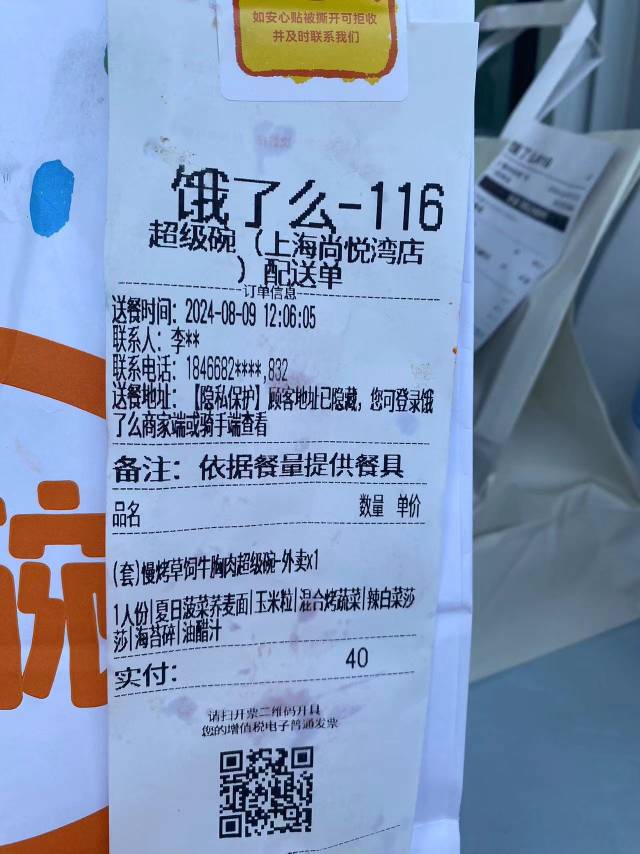 如安心贴被撕开可拒收
并及时联系我们
饿了么-116
超级碗（上海尚悦湾店
）配送单
订单信息
送餐时间：2024-08-09 12:06:05
联系人：李**
联系电话：1846682****,832
送餐地址：【隐私保护】顾客地址已隐藏，您可登录饿
了么商家端或骑手端查看
备注：依据餐量提供餐具
品名 数量 单价
(套)慢烤草饲牛胸肉超级碗-外卖x1
1人份|夏日菠菜荞麦面|玉米粒|混合烤蔬菜|辣白菜莎
莎|海苔碎|油醋汁
实付： 40
请扫开票二维码开具
您的增值税电子普通发票
碗